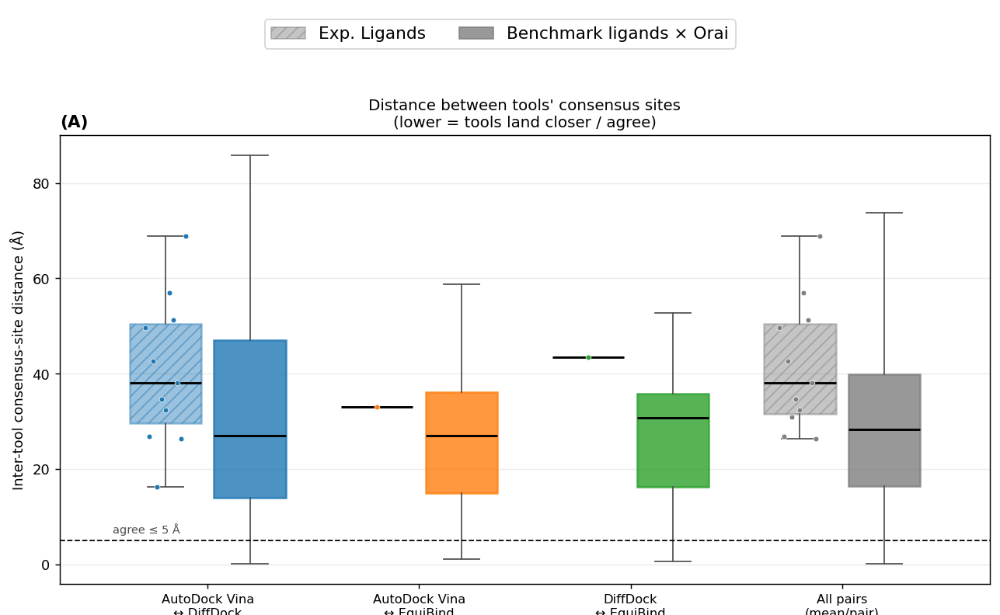 Exp. Ligands
Benchmark ligands × Orai
(A)
Distance between tools' consensus sites
(lower = tools land closer / agree)
Inter-tool consensus-site distance (Å)
80
60
40
20
0
agree ≤ 5 Å
AutoDock Vina
↔ DiffDock
AutoDock Vina
↔ EquiBind
DiffDock
↔ EquiBind
All pairs
(mean/pair)